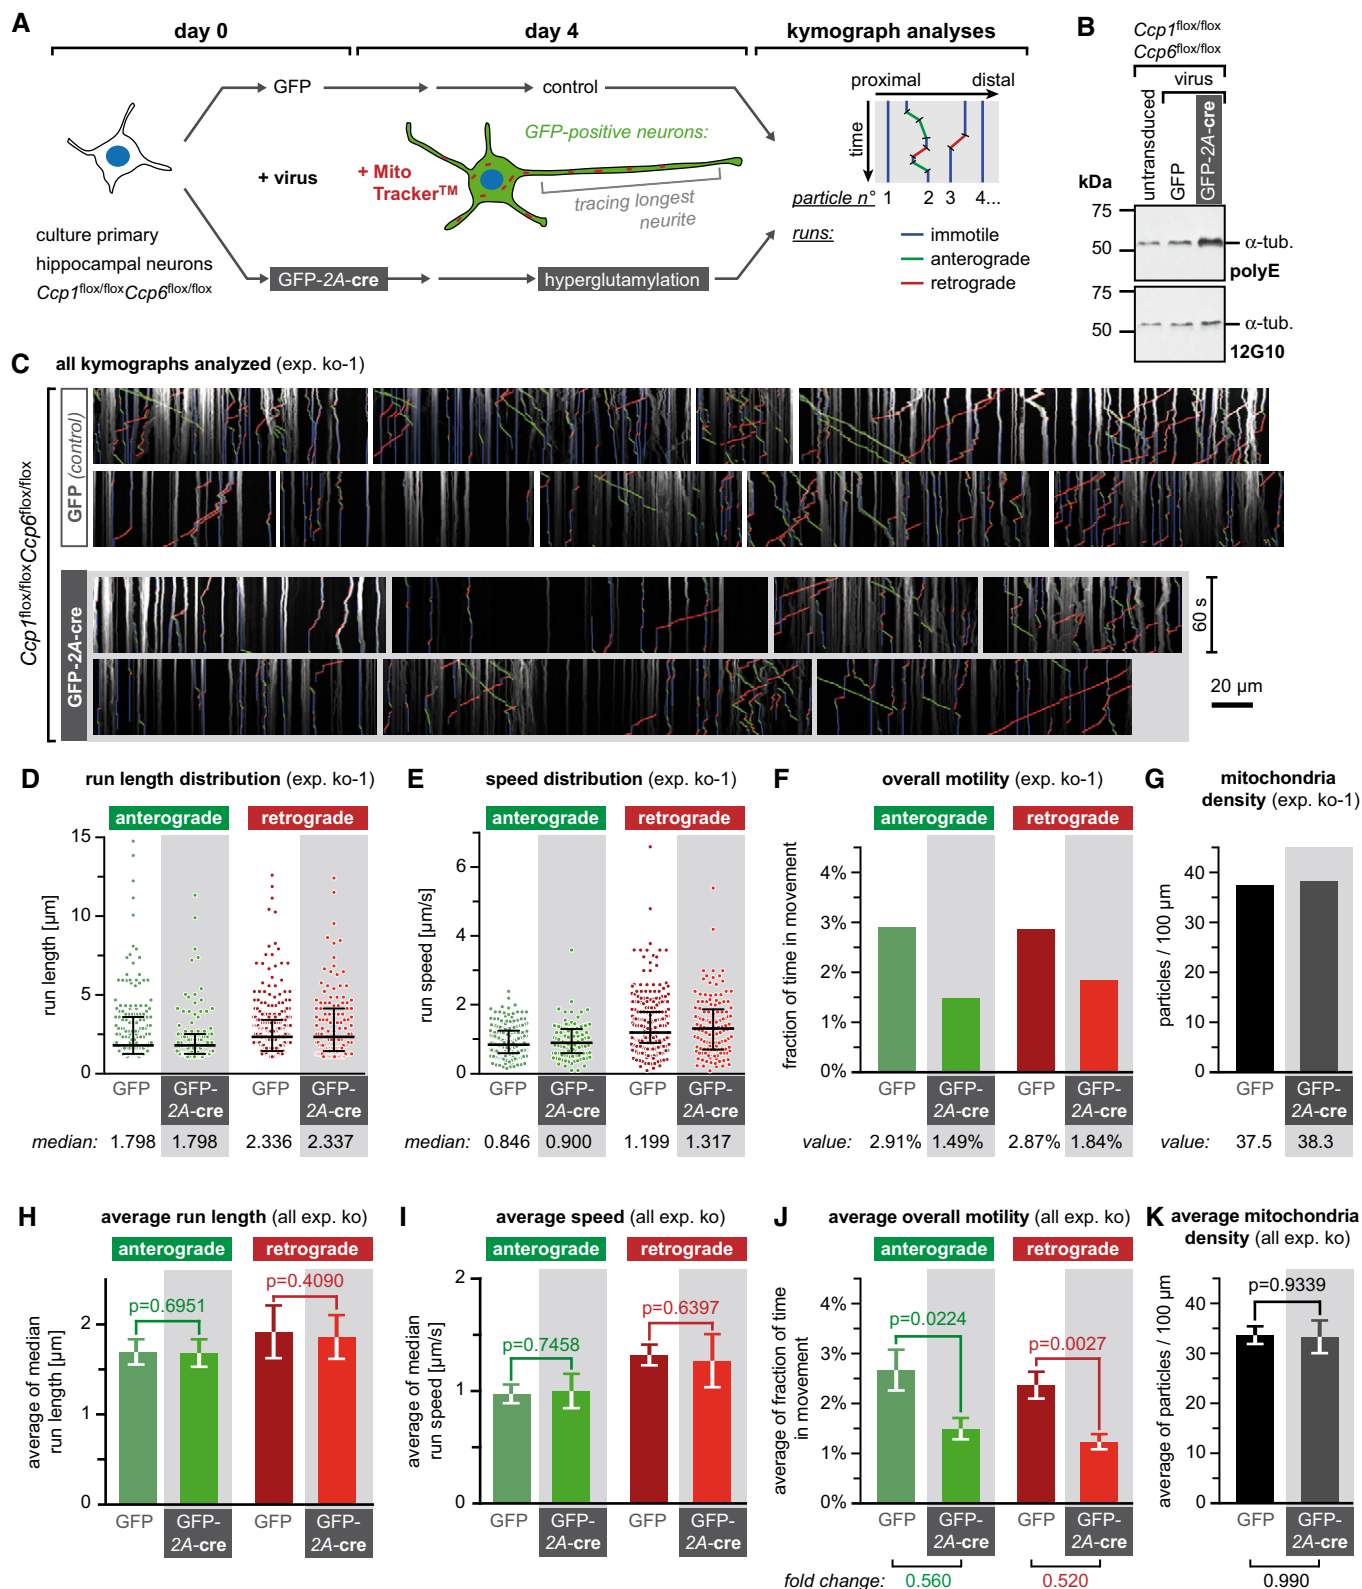 A
day 0
day 4
kymograph analyses
GFP
control
+ virus
+ Mito
Tracker™
GFP-positive neurons:
tracing longest
neurite
culture primary
hippocampal neurons
Ccp1flox/floxCcp6flox/flox
GFP-2A-cre
hyperglutamylation
proximal
distal
time
particle n° 1 2 3 4...
runs:
immotile
anterograde
retrograde
B
Ccp1flox/flox
Ccp6flox/flox
virus
untransduced
GFP
GFP-2A-cre
kDa
75
50
α-tub.
polyE
75
50
α-tub.
12G10
C all kymographs analyzed (exp. ko-1)
Ccp1flox/floxCcp6flox/flox
GFP (control)
GFP-2A-cre
60 s
20 µm
D run length distribution (exp. ko-1)
anterograde
retrograde
run length [µm]
15
10
5
0
GFP
GFP-
2A-cre
GFP
GFP-
2A-cre
median: 1.798 1.798 2.336 2.337
E speed distribution (exp. ko-1)
anterograde
retrograde
run speed [µm/s]
6
4
2
0
GFP
GFP-
2A-cre
GFP
GFP-
2A-cre
median: 0.846 0.900 1.199 1.317
F overall motility (exp. ko-1)
anterograde
retrograde
fraction of time in movement
4%
3%
2%
1%
0%
GFP
GFP-
2A-cre
GFP
GFP-
2A-cre
value: 2.91% 1.49% 2.87% 1.84%
G mitochondria
density (exp. ko-1)
particles / 100 µm
40
30
20
10
0
GFP
GFP-
2A-cre
value: 37.5 38.3
H average run length (all exp. ko)
anterograde
retrograde
average of median
run length [µm]
p=0.6951
p=0.4090
2
1
0
GFP
GFP-
2A-cre
GFP
GFP-
2A-cre
I average speed (all exp. ko)
anterograde
retrograde
average of median
run speed [µm/s]
p=0.7458
p=0.6397
2
1
0
GFP
GFP-
2A-cre
GFP
GFP-
2A-cre
J average overall motility (all exp. ko)
anterograde
retrograde
average of fraction of time
in movement
p=0.0224
p=0.0027
4%
3%
2%
1%
0%
GFP
GFP-
2A-cre
GFP
GFP-
2A-cre
fold change: 0.560 0.520
K average mitochondria
density (all exp. ko)
average of particles / 100 µm
p=0.9339
40
30
20
10
0
GFP
GFP-
2A-cre
0.990